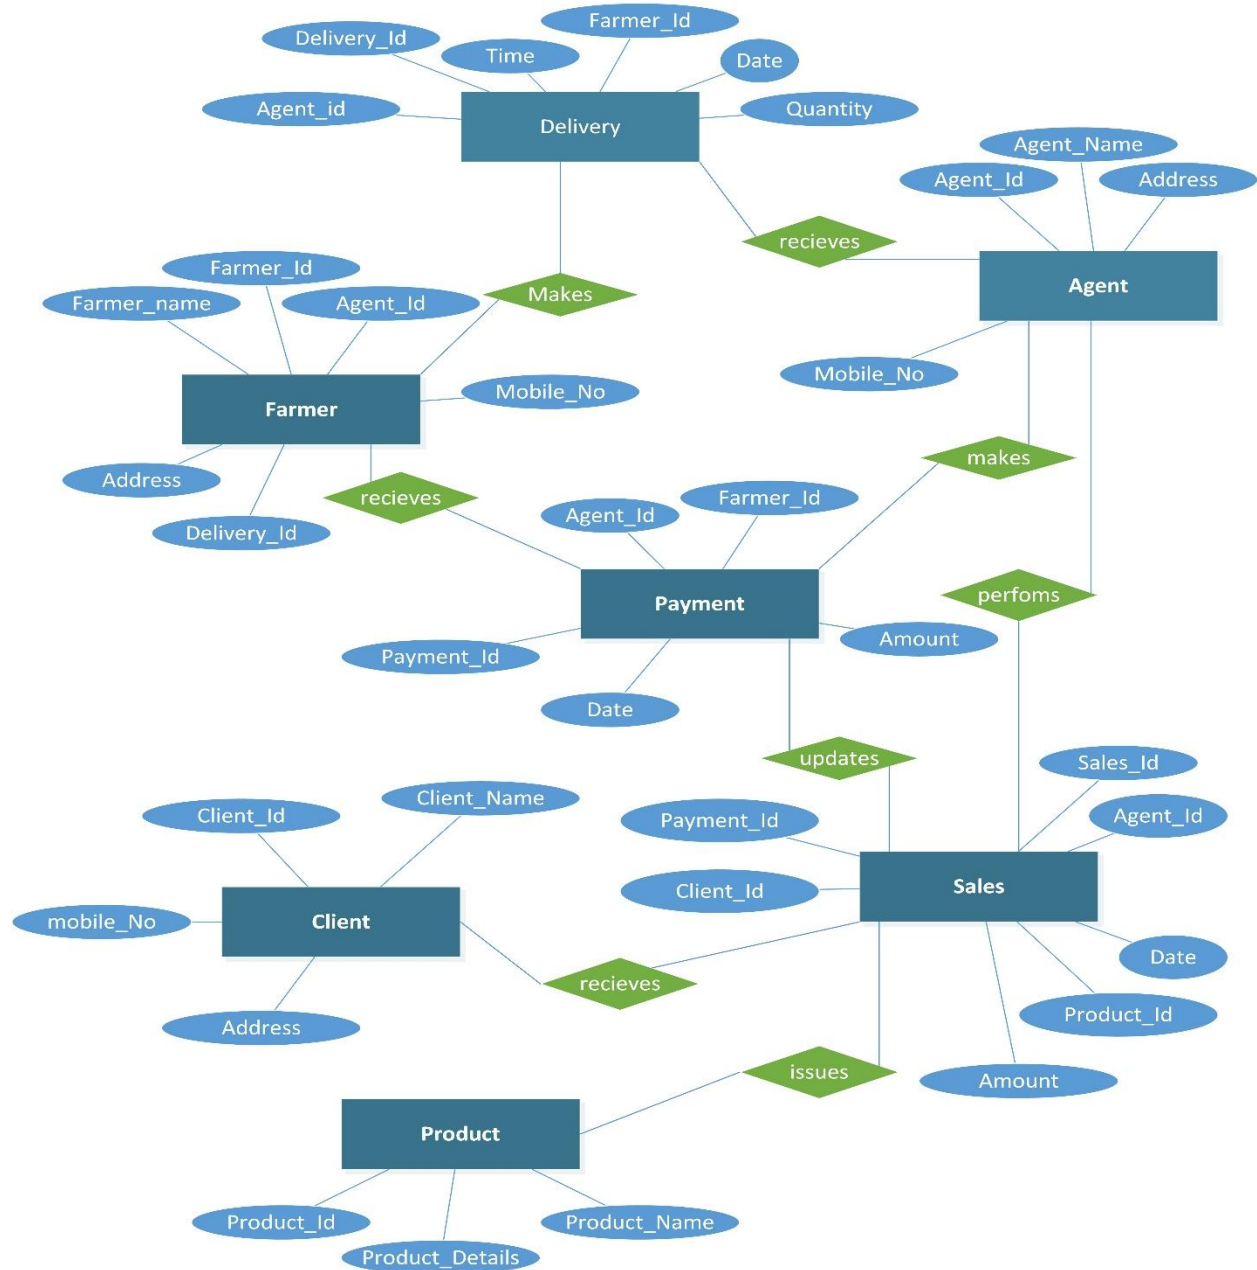 Farmer_Id
Delivery_Id
Time
Date
Agent_id
Delivery
Quantity
Agent_Name
Agent_Id
Address
recieves
Agent
Farmer_Id
Farmer_name
Agent_Id
Makes
Mobile_No
Farmer
Mobile_No
Address
recieves
Delivery_Id
makes
Agent_Id
Farmer_Id
Payment
perfoms
Payment_Id
Amount
Date
updates
Sales_Id
Client_Id
Client_Name
Payment_Id
Agent_Id
Client_Id
Sales
mobile_No
Client
Date
recieves
Product_Id
Address
issues
Amount
Product
Product_Id
Product_Details
Product_Name